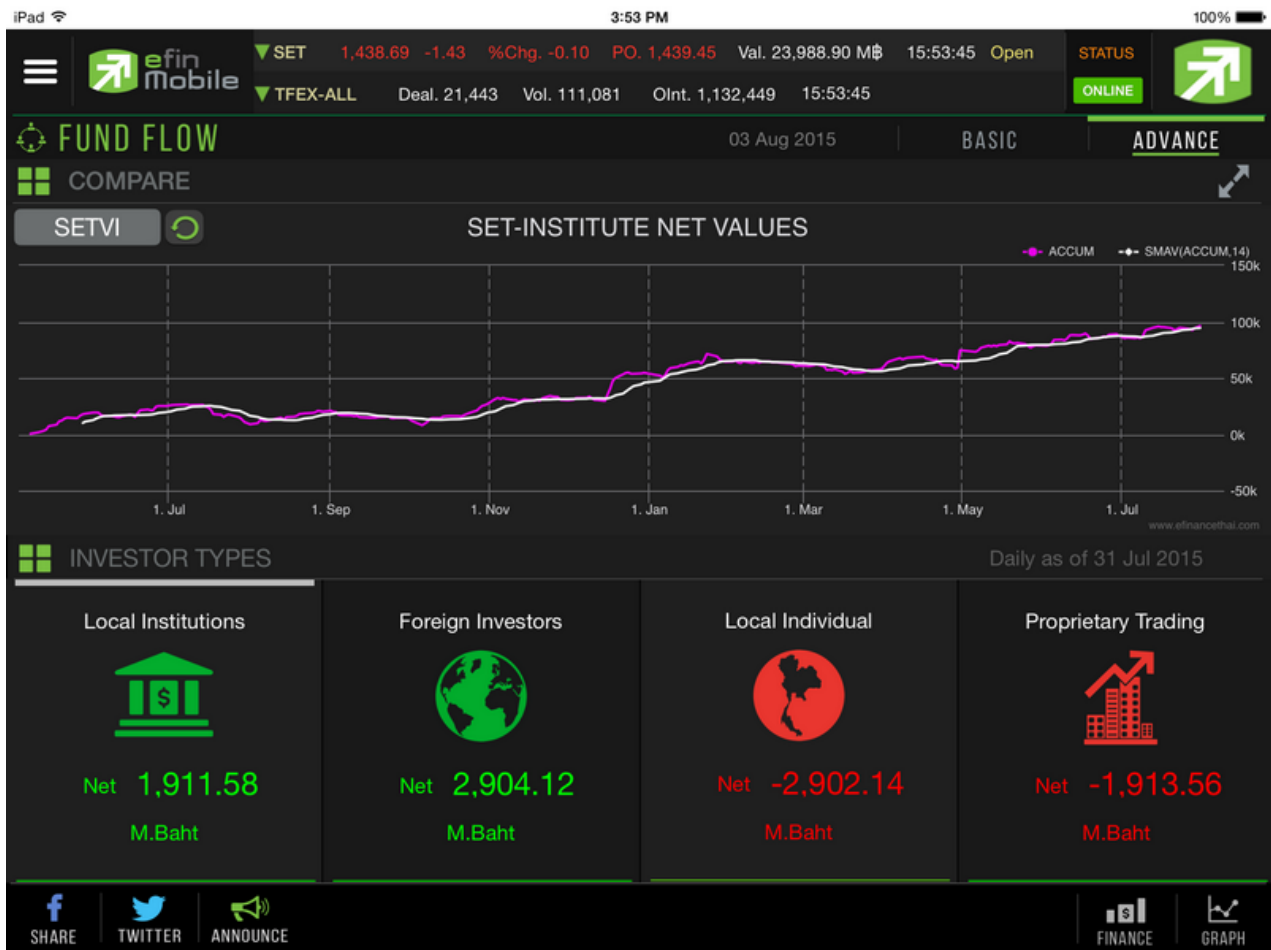 iPad 3:53 PM 100%
efin Mobile
SET 1,438.69 -1.43 %Chg. -0.10 PO. 1,439.45 Val. 23,988.90 M฿ 15:53:45 Open STATUS
TFEX-ALL Deal. 21,443 Vol. 111,081 OInt. 1,132,449 15:53:45 ONLINE
FUND FLOW 03 Aug 2015 BASIC ADVANCE
COMPARE
SETVI SET-INSTITUTE NET VALUES
ACCUM SMAV(ACCUM,14)
150k
100k
50k
0k
-50k
1. Jul 1. Sep 1. Nov 1. Jan 1. Mar 1. May 1. Jul
www.efinancethai.com
INVESTOR TYPES Daily as of 31 Jul 2015
Local Institutions Foreign Investors Local Individual Proprietary Trading
$
Net 1,911.58 Net 2,904.12 Net -2,902.14 Net -1,913.56
M.Baht M.Baht M.Baht M.Baht
f $
SHARE TWITTER ANNOUNCE FINANCE GRAPH